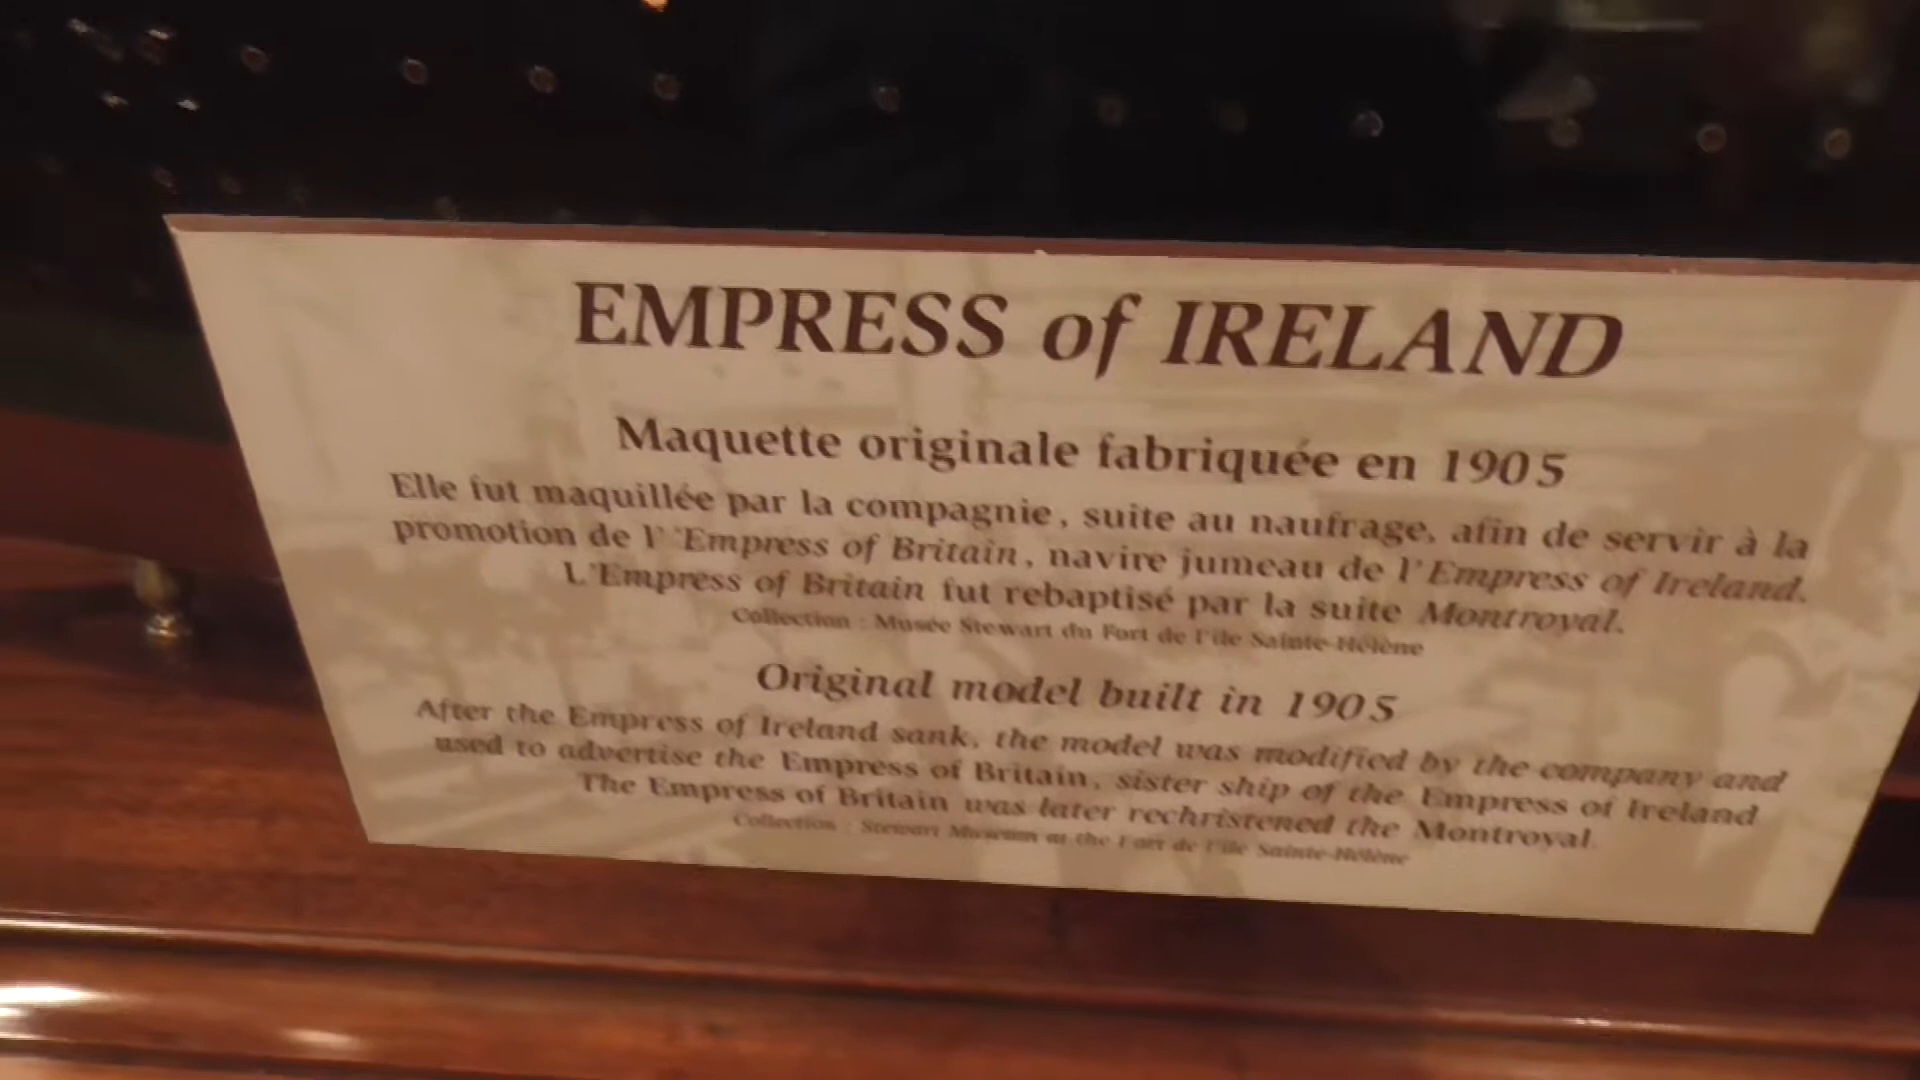 EMPRESS of IRELAND
Maquette originale fabriquée en 1905
Elle fut maquillée par la compagnie, suite au naufrage, afin de servir à la
promotion de l' 'Empress of Britain, navire jumeau de l'Empress of Ireland.
L'Empress of Britain fut rebaptisé par la suite Montroyal.
Collection : Musée Stewart du Fort de l'île Sainte-Hélène
Original model built in 1905
After the Empress of Ireland sank, the model was modified by the company and
used to advertise the Empress of Britain, sister ship of the Empress of Ireland
The Empress of Britain was later rechristened the Montroyal.
Collection : Stewart Museum at the Fort de l'île Sainte-Hélène